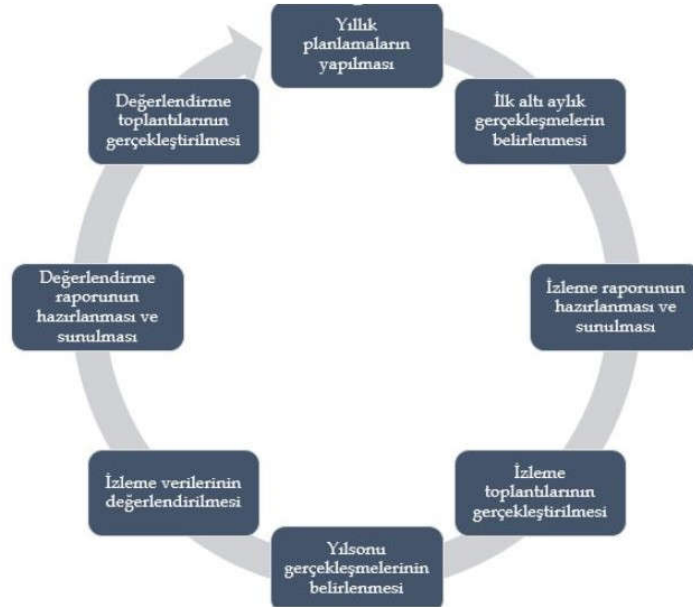 Yıllık
planlamaların
yapılması
İlk altı aylık
gerçekleşmelerin
belirlenmesi
İzleme raporunun
hazırlanması ve
sunulması
İzleme
toplantılarının
gerçekleştirilmesi
Yılsonu
gerçekleşmelerinin
belirlenmesi
İzleme verilerinin
değerlendirilmesi
Değerlendirme
raporunun
hazırlanması ve
sunulması
Değerlendirme
toplantılarının
gerçekleştirilmesi